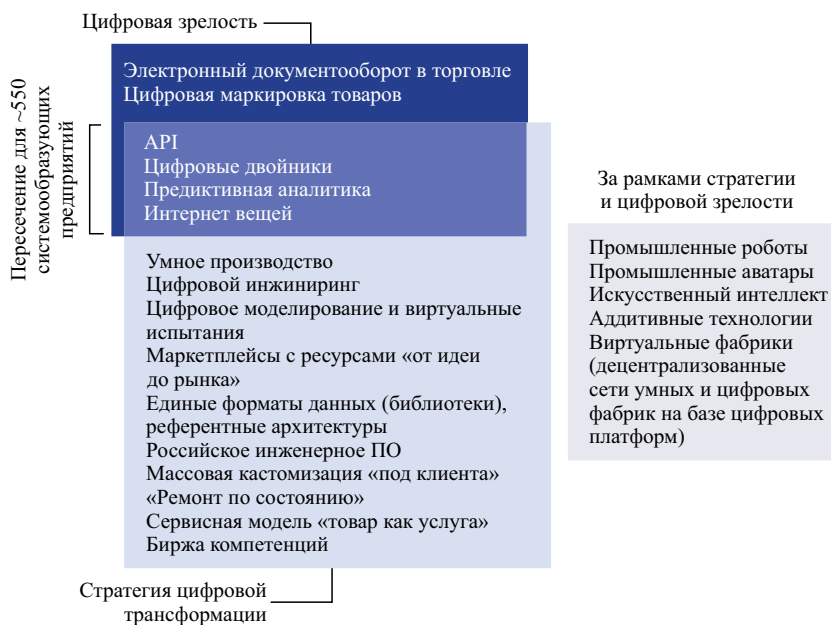 Цифровая зрелость
Электронный документооборот в торговле
Цифровая маркировка товаров
Пересечение для ~550
системообразующих
предприятий
API
Цифровые двойники
Предиктивная аналитика
Интернет вещей
Умное производство
Цифровой инжиниринг
Цифровое моделирование и виртуальные
испытания
Маркетплейсы с ресурсами «от идеи
до рынка»
Единые форматы данных (библиотеки),
референтные архитектуры
Российское инженерное ПО
Массовая кастомизация «под клиента»
«Ремонт по состоянию»
Сервисная модель «товар как услуга»
Биржа компетенций
Стратегия цифровой
трансформации
За рамками стратегии
и цифровой зрелости
Промышленные роботы
Промышленные аватары
Искусственный интеллект
Аддитивные технологии
Виртуальные фабрики
(децентрализованные
сети умных и цифровых
фабрик на базе цифровых
платформ)